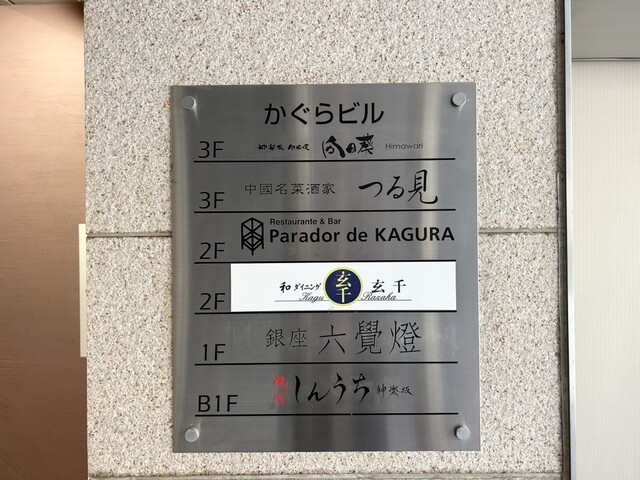 かぐらビル
3F 向日葵 Himawari
3F 中國名菜酒家 つる見
2F Restaurante & Bar
Parador de KAGURA
2F 和ダイニング 玄千 玄千
Kagu Razaka
1F 銀座 六覺燈
B1F しんうち 神楽坂